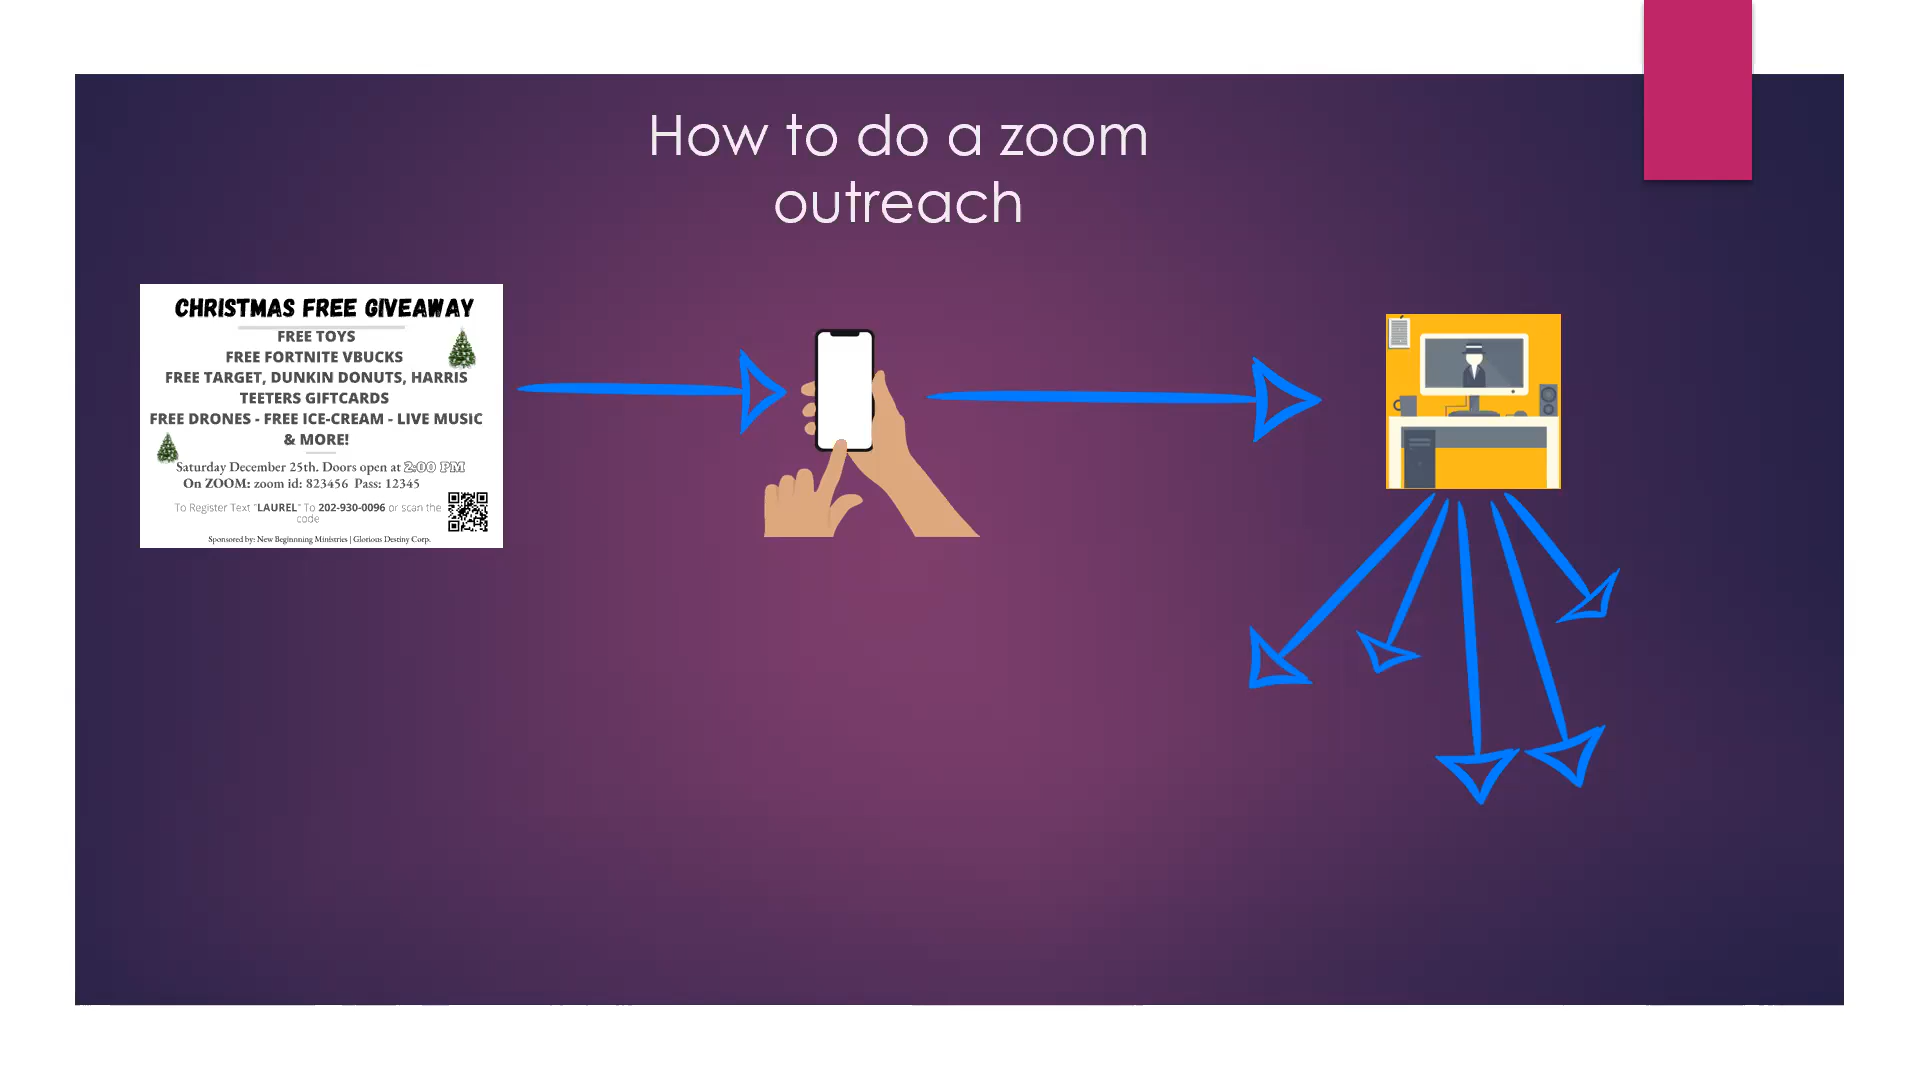 How to do a zoom
outreach
CHRISTMAS FREE GIVEAWAY
FREE TOYS
FREE FORTNITE VBUCKS
FREE TARGET, DUNKIN DONUTS, HARRIS
TEETERS GIFTCARDS
FREE DRONES - FREE ICE-CREAM - LIVE MUSIC
& MORE!
Saturday December 25th. Doors open at 2:00 PM
On ZOOM: zoom id: 823456 Pass: 12345
To Register Text "LAUREL" To 202-930-0096 or scan the
code
Sponsored by: New Beginnning Ministries | Glorious Destiny Corp.